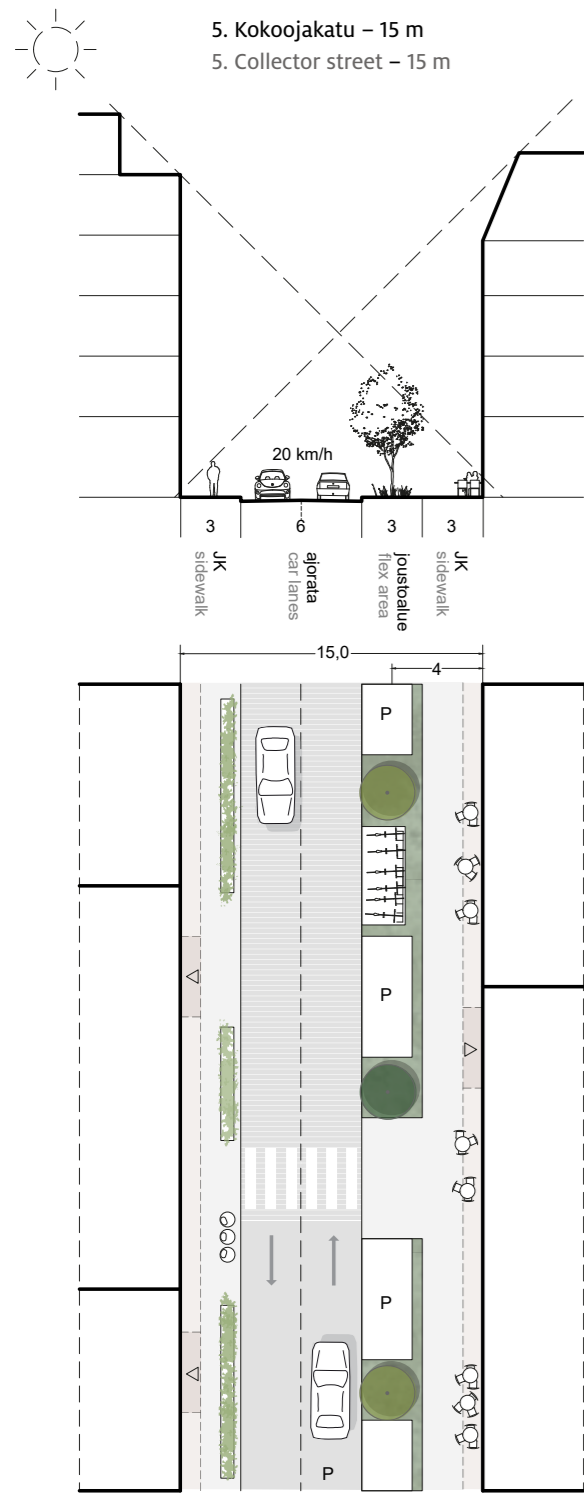 5. Kokoojakatu – 15 m
5. Collector street – 15 m
20 km/h
3 6 3 3
JK
sidewalk
ajorata
car lanes
joustoalue
flex area
JK
sidewalk
15,0
4
P
P
P
P